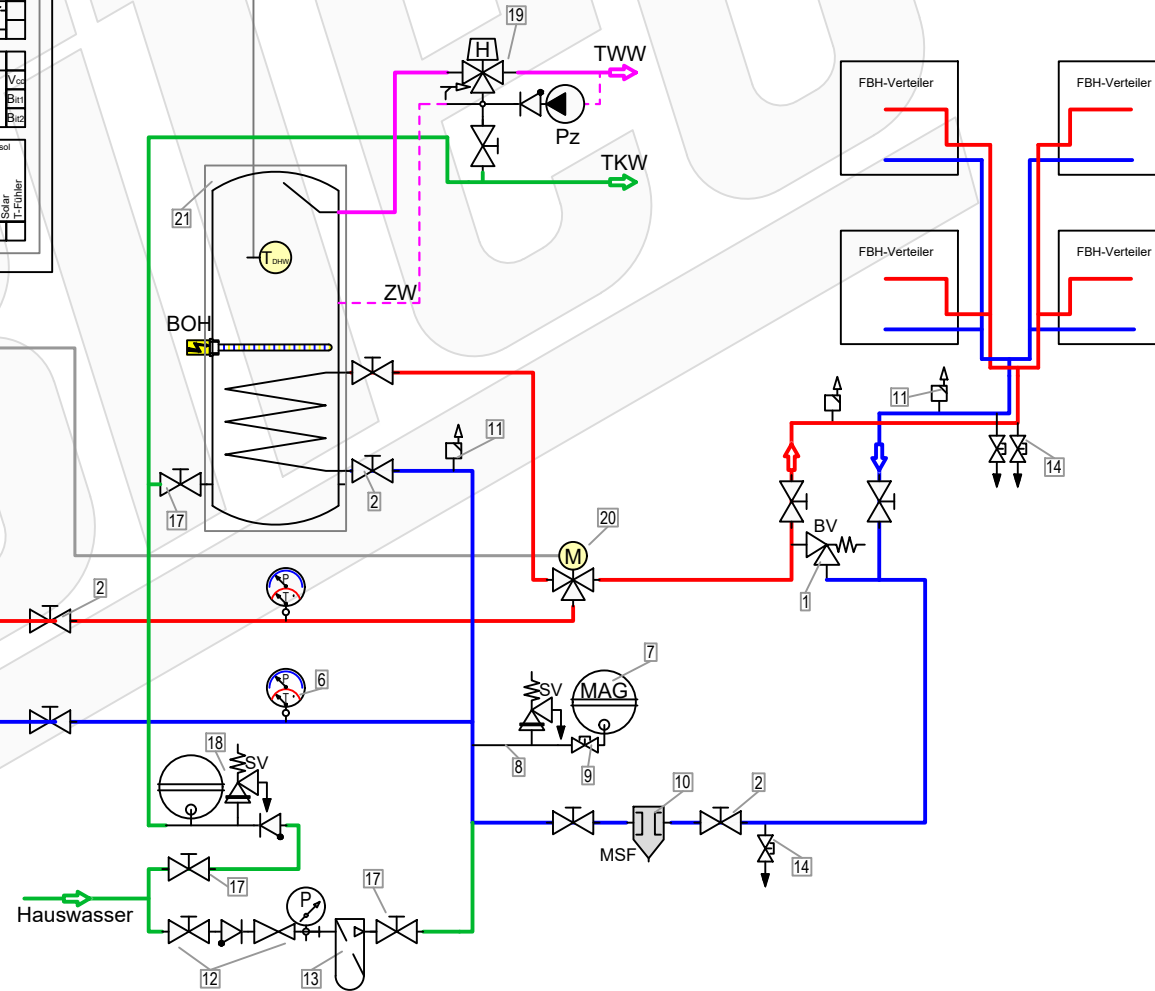 19
H
TWW
Vcc
Bit1
Bit2
sol
Solar
T-Fühler
Pz
TKW
FBH-Verteiler
FBH-Verteiler
21
TDHW
ZW
BOH
FBH-Verteiler
FBH-Verteiler
11
11
2
17
14
20
M
BV
1
2
P
T
P
T
6
7
SV
MAG
8
9
18
SV
10
2
MSF
14
17
17
Hauswasser
P
12
13